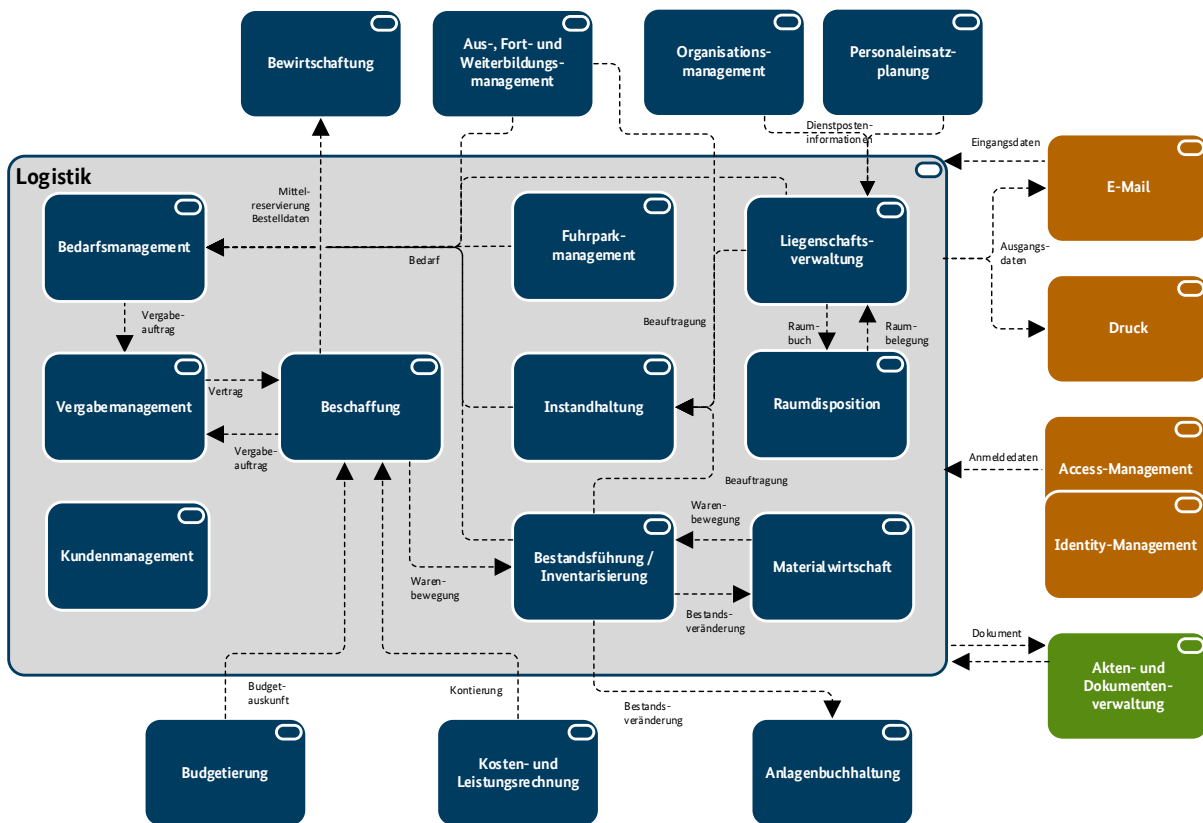 Bewirtschaftung
Aus-, Fort- und
Weiterbildungs-
management
Organisations-
management
Personaleinsatz-
planung
Dienstposten-
informationen
Eingangsdaten
E-Mail
Logistik
Mittel-
reservierung
Bestelldaten
Bedarfsmanagement
Bedarf
Fuhrpark-
management
Liegenschafts-
verwaltung
Ausgangs-
daten
Druck
Vergabe-
auftrag
Beauftragung
Raum-
buch
Raum-
belegung
Vergabemanagement
Vertrag
Beschaffung
Instandhaltung
Raumdisposition
Vergabe-
auftrag
Beauftragung
Anmeldedaten
Access-Management
Identity-Management
Kundenmanagement
Waren-
bewegung
Bestandsführung /
Inventarisierung
Waren-
bewegung
Materialwirtschaft
Bestands-
veränderung
Dokument
Akten- und
Dokumenten-
verwaltung
Budget-
auskunft
Kontierung
Bestands-
veränderung
Budgetierung
Kosten- und
Leistungsrechnung
Anlagenbuchhaltung